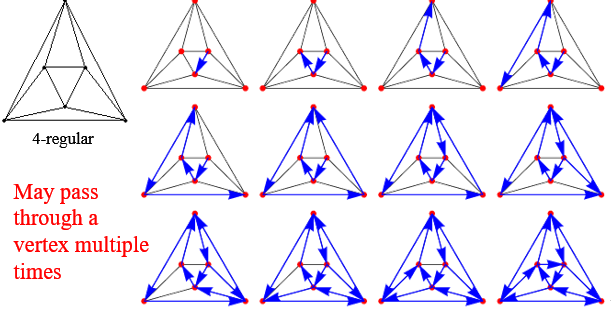 4-regular
May pass
through a
vertex multiple
times